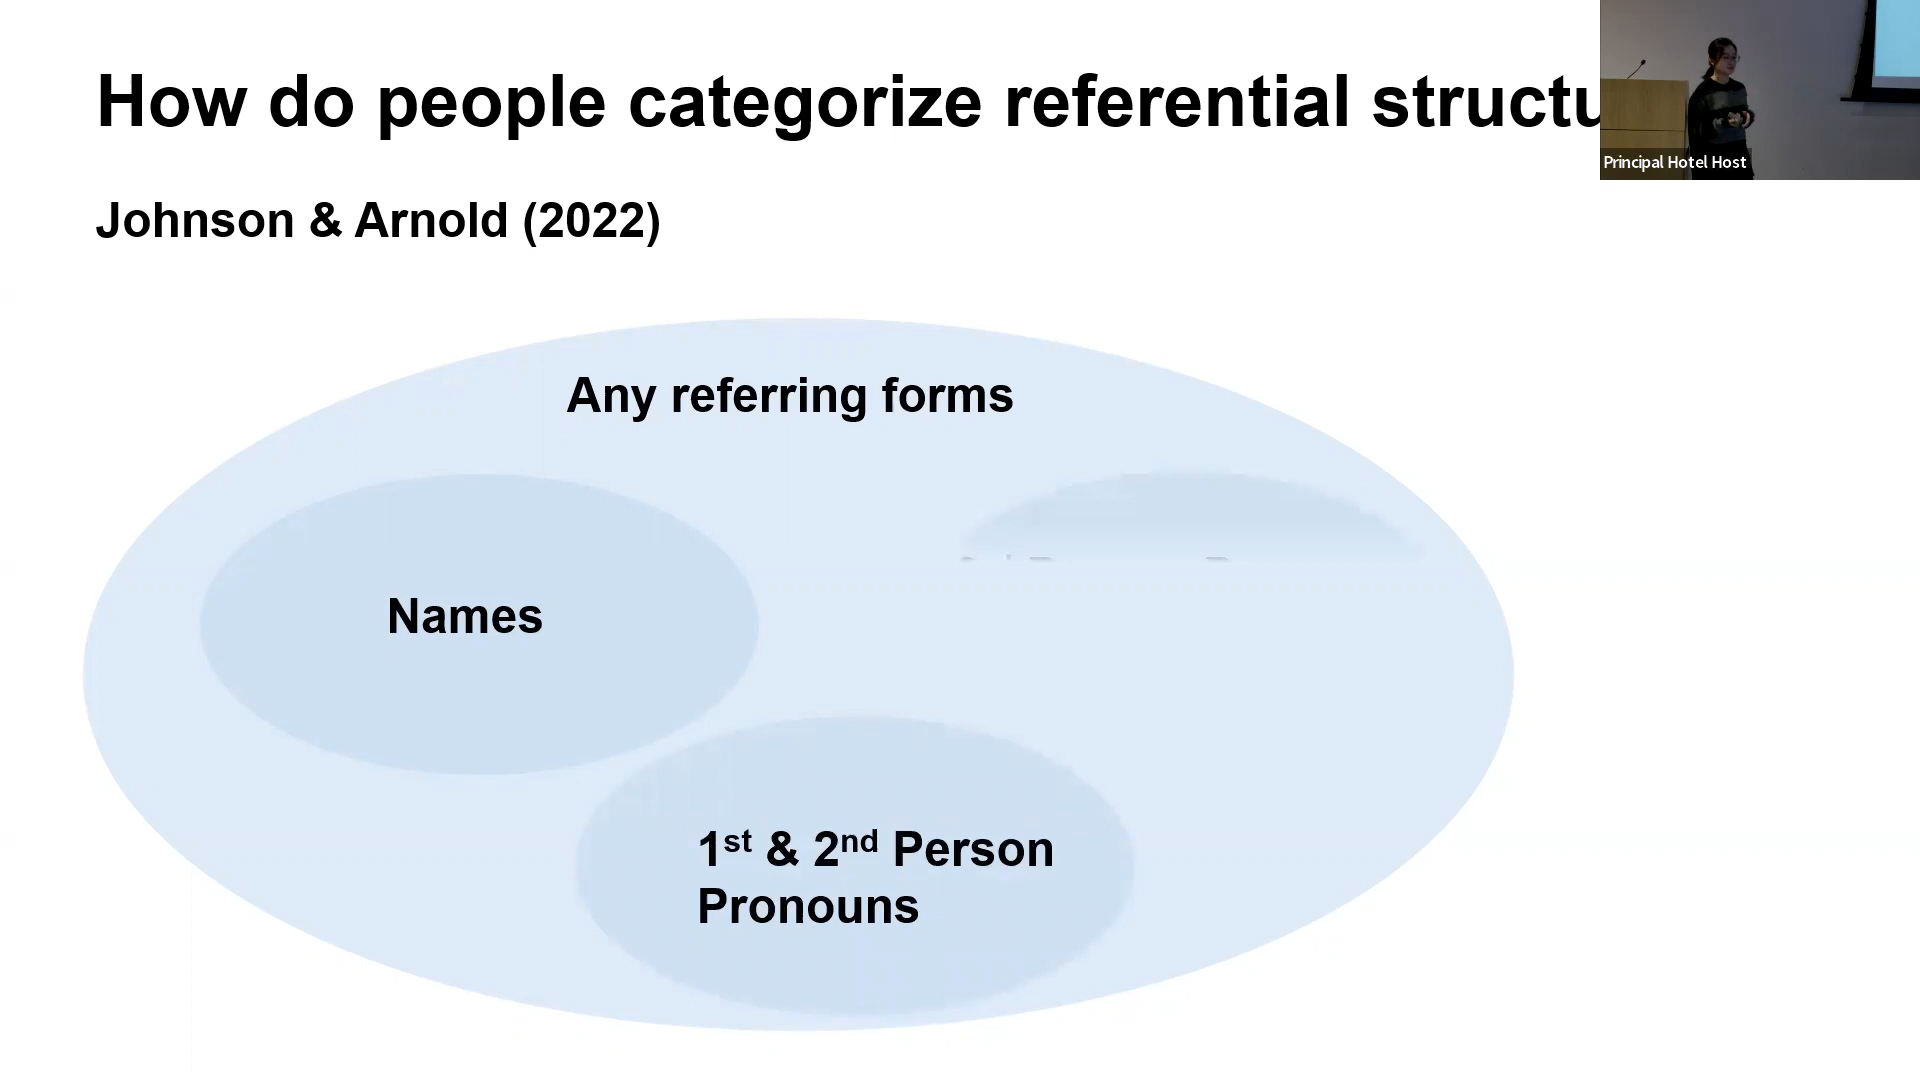 How do people categorize referential structu
Principal Hotel Host
Johnson & Arnold (2022)
Any referring forms
Names
1st & 2nd Person
Pronouns